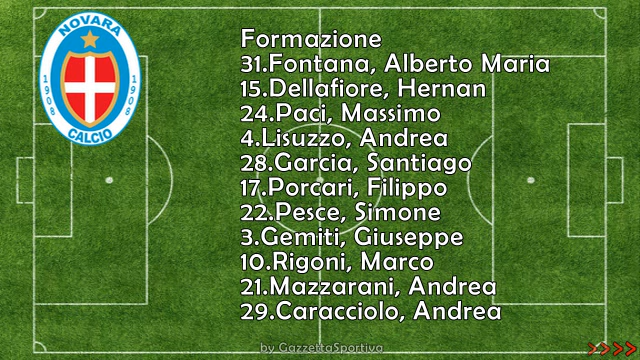 NOVARA
1908 1908
CALCIO
Formazione
31.Fontana, Alberto Maria
15.Dellafiore, Hernan
24.Paci, Massimo
4.Lisuzzo, Andrea
28.Garcia, Santiago
17.Porcari, Filippo
22.Pesce, Simone
3.Gemiti, Giuseppe
10.Rigoni, Marco
21.Mazzarani, Andrea
29.Caracciolo, Andrea
by GazzettaSportiva